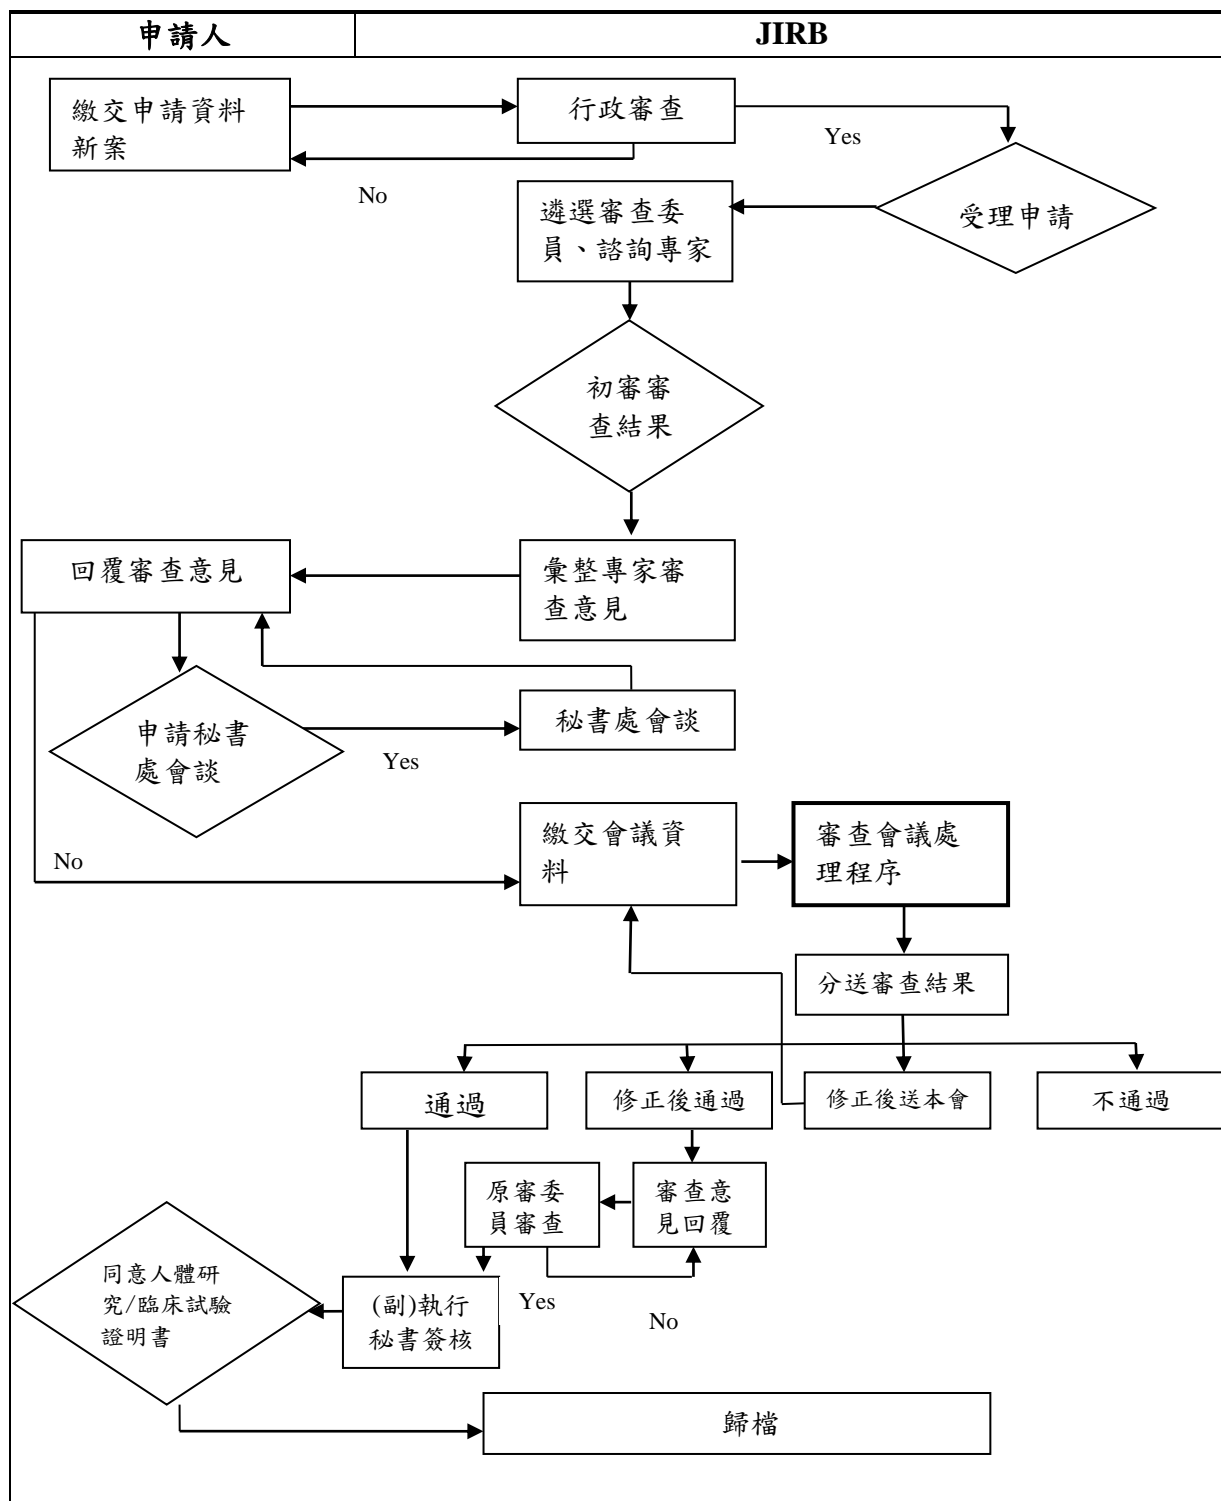 申請人
JIRB
繳交申請資料
新案
行政審查
Yes
No
遴選審查委
員、諮詢專家
受理申請
初審審
查結果
回覆審查意見
彙整專家審
查意見
申請秘書
處會談
Yes
秘書處會談
No
繳交會議資
料
審查會議處
理程序
分送審查結果
通過
修正後通過
修正後送本會
不通過
原審委
員審查
審查意
見回覆
同意人體研
究/臨床試驗
證明書
(副)執行
秘書簽核
Yes
No
歸檔